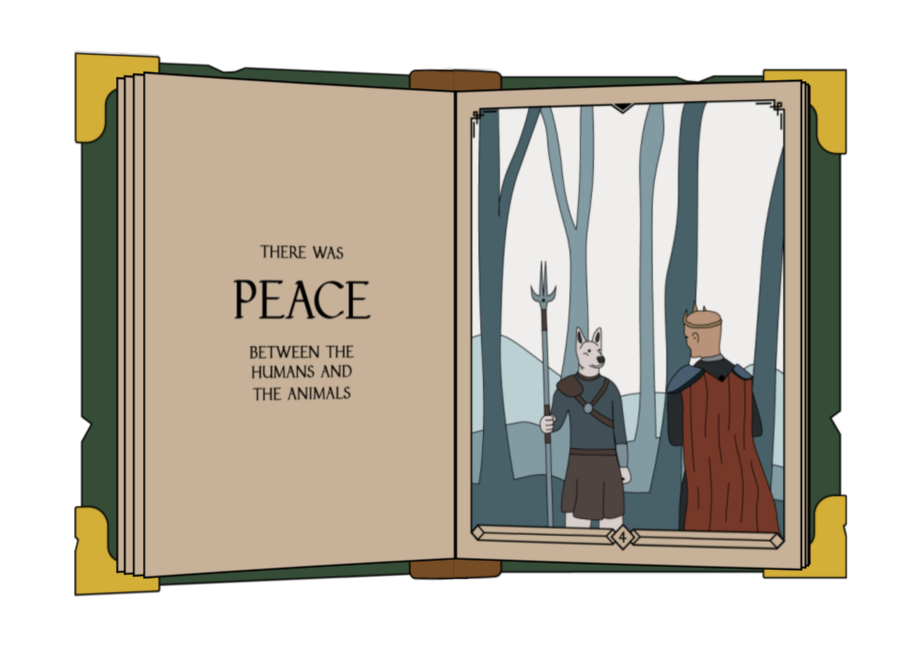 THERE WAS
PEACE
BETWEEN THE
HUMANS AND
THE ANIMALS
4